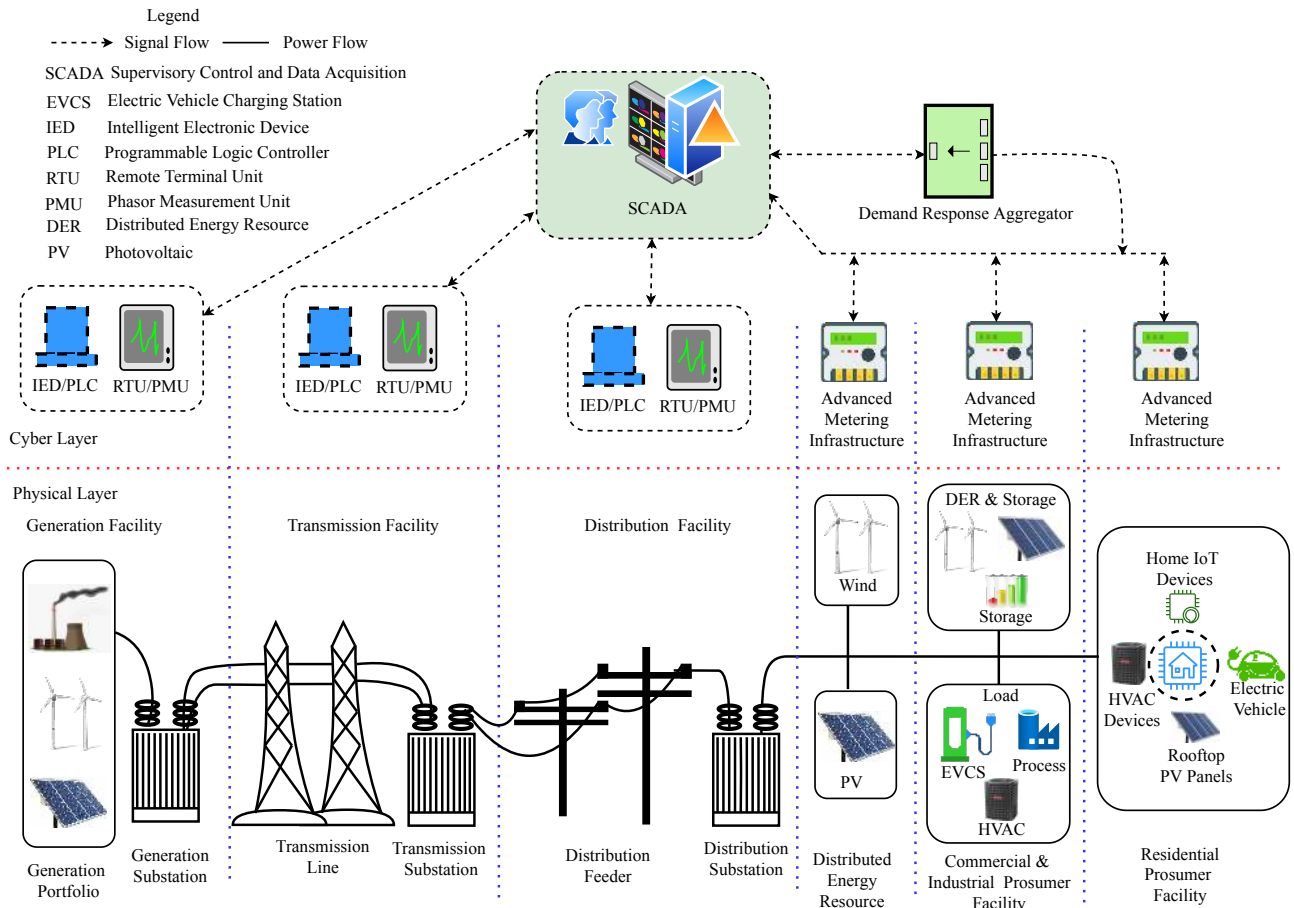 Legend
Signal Flow
Power Flow
SCADA Supervisory Control and Data Acquisition
EVCS Electric Vehicle Charging Station
IED Intelligent Electronic Device
PLC Programmable Logic Controller
RTU Remote Terminal Unit
PMU Phasor Measurement Unit
DER Distributed Energy Resource
PV Photovoltaic
SCADA
Demand Response Aggregator
IED/PLC RTU/PMU
IED/PLC RTU/PMU
IED/PLC RTU/PMU
Advanced
Metering
Infrastructure
Advanced
Metering
Infrastructure
Advanced
Metering
Infrastructure
Cyber Layer
Physical Layer
Generation Facility
Transmission Facility
Distribution Facility
Wind
PV
DER & Storage
Storage
Load
EVCS
Process
HVAC
Home IoT
Devices
HVAC
Devices
Electric
Vehicle
Rooftop
PV Panels
Generation
Portfolio
Generation
Substation
Transmission
Line
Transmission
Substation
Distribution
Feeder
Distribution
Substation
Distributed
Energy
Resource
Commercial &
Industrial Prosumer
Facility
Residential
Prosumer
Facility